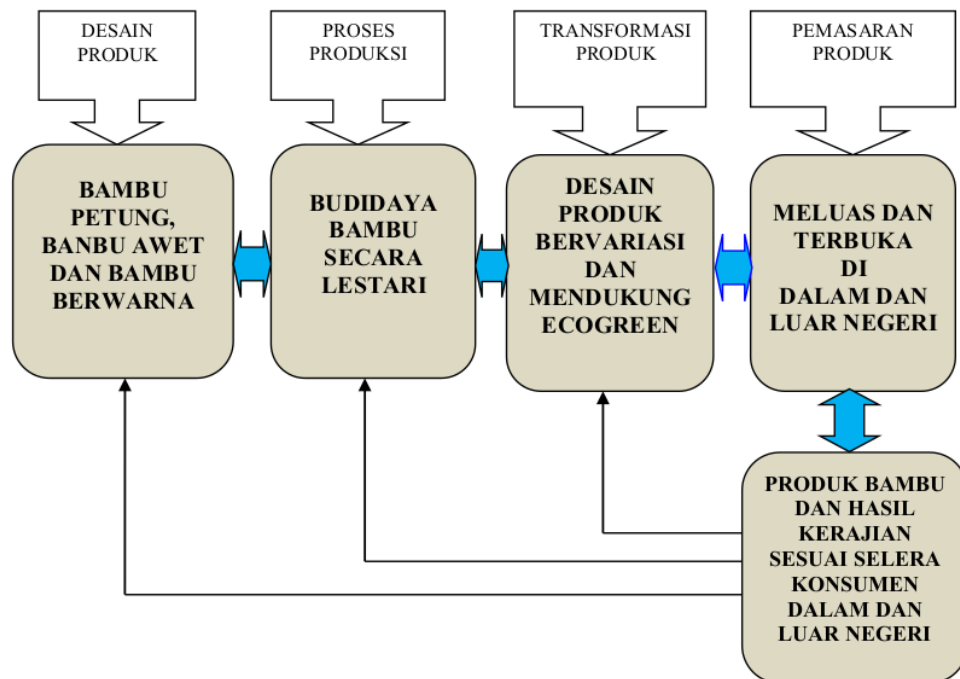 DESAIN
PRODUK
PROSES
PRODUKSI
TRANSFORMASI
PRODUK
PEMASARAN
PRODUK
BAMBU
PETUNG,
BANBU AWET
DAN BAMBU
BERWARNA
BUDIDAYA
BAMBU
SECARA
LESTARI
DESAIN
PRODUK
BERVARIASI
DAN
MENDUKUNG
ECOGREEN
MELUAS DAN
TERBUKA
DI
DALAM DAN
LUAR NEGERI
PRODUK BAMBU
DAN HASIL
KERAJIAN
SESUAI SELERA
KONSUMEN
DALAM DAN
LUAR NEGERI